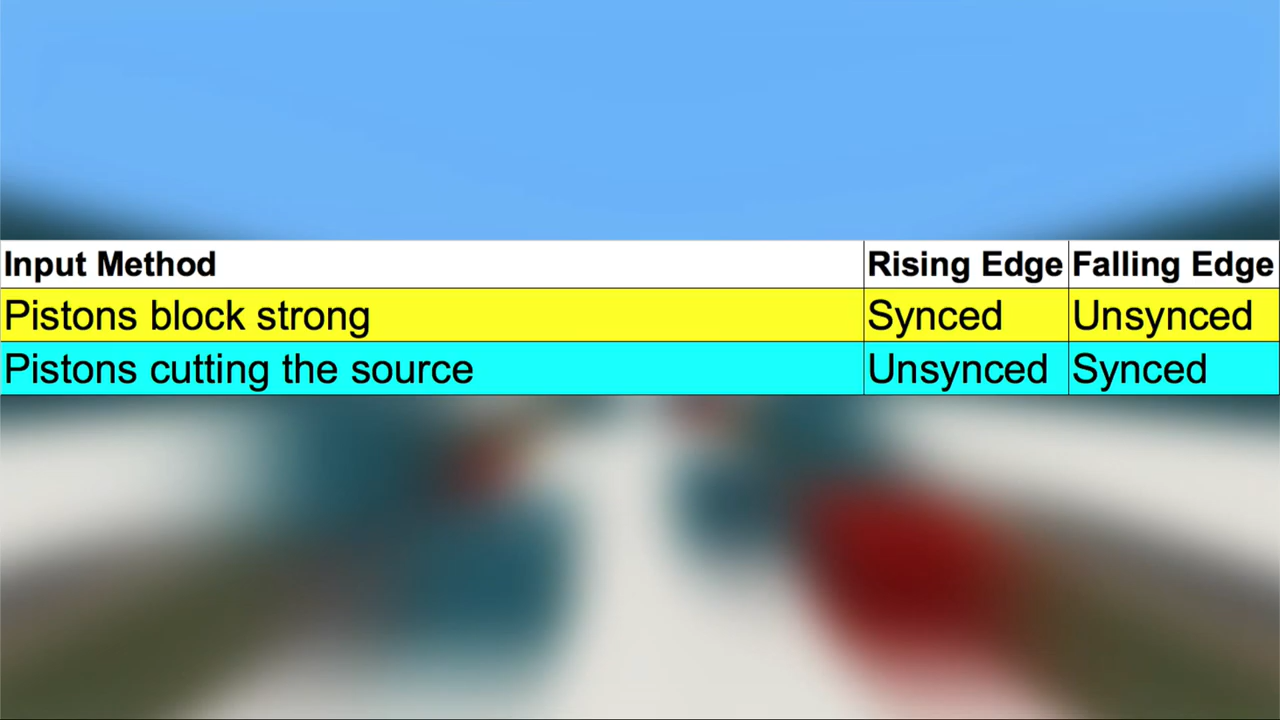 Input Method Rising Edge Falling Edge
Pistons block strong Synced Unsynced
Pistons cutting the source Unsynced Synced